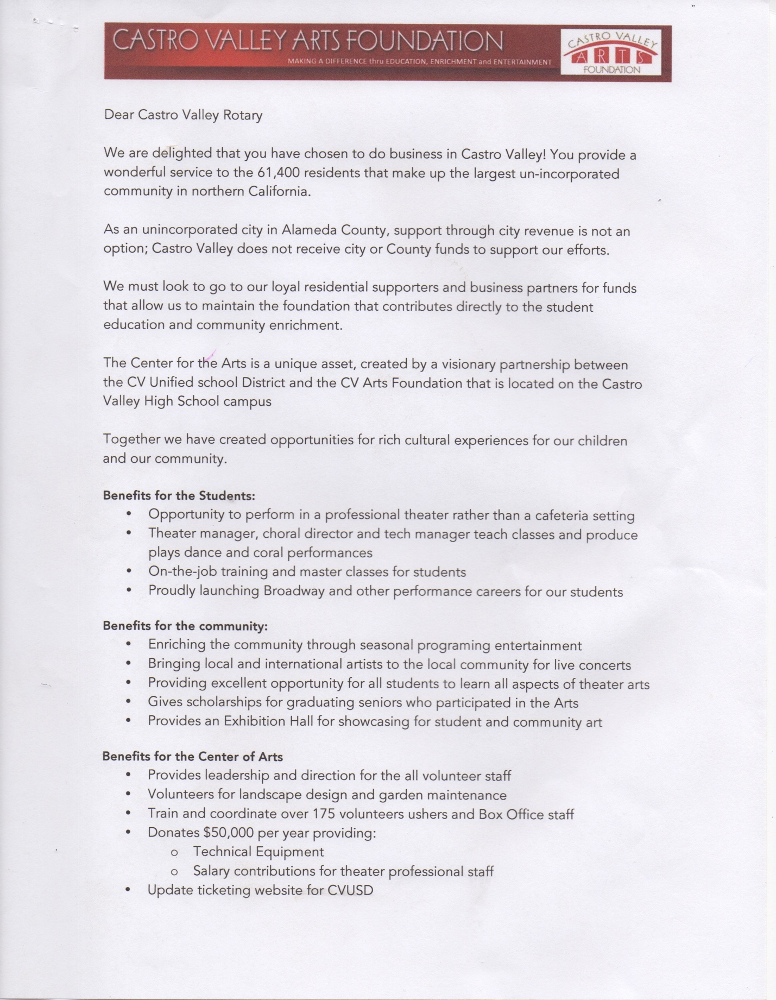 CASTRO VALLEY ARTS FOUNDATION
MAKING A DIFFERENCE thru EDUCATION, ENRICHMENT and ENTERTAINMENT
CASTRO VALLEY
ARTS
FOUNDATION
Dear Castro Valley Rotary
We are delighted that you have chosen to do business in Castro Valley! You provide a
wonderful service to the 61,400 residents that make up the largest un-incorporated
community in northern California.
As an unincorporated city in Alameda County, support through city revenue is not an
option; Castro Valley does not receive city or County funds to support our efforts.
We must look to go to our loyal residential supporters and business partners for funds
that allow us to maintain the foundation that contributes directly to the student
education and community enrichment.
The Center for the Arts is a unique asset, created by a visionary partnership between
the CV Unified school District and the CV Arts Foundation that is located on the Castro
Valley High School campus
Together we have created opportunities for rich cultural experiences for our children
and our community.
Benefits for the Students:
• Opportunity to perform in a professional theater rather than a cafeteria setting
• Theater manager, choral director and tech manager teach classes and produce
plays dance and coral performances
• On-the-job training and master classes for students
• Proudly launching Broadway and other performance careers for our students
Benefits for the community:
• Enriching the community through seasonal programing entertainment
• Bringing local and international artists to the local community for live concerts
• Providing excellent opportunity for all students to learn all aspects of theater arts
• Gives scholarships for graduating seniors who participated in the Arts
• Provides an Exhibition Hall for showcasing for student and community art
Benefits for the Center of Arts
• Provides leadership and direction for the all volunteer staff
• Volunteers for landscape design and garden maintenance
• Train and coordinate over 175 volunteers ushers and Box Office staff
• Donates $50,000 per year providing:
o Technical Equipment
o Salary contributions for theater professional staff
• Update ticketing website for CVUSD